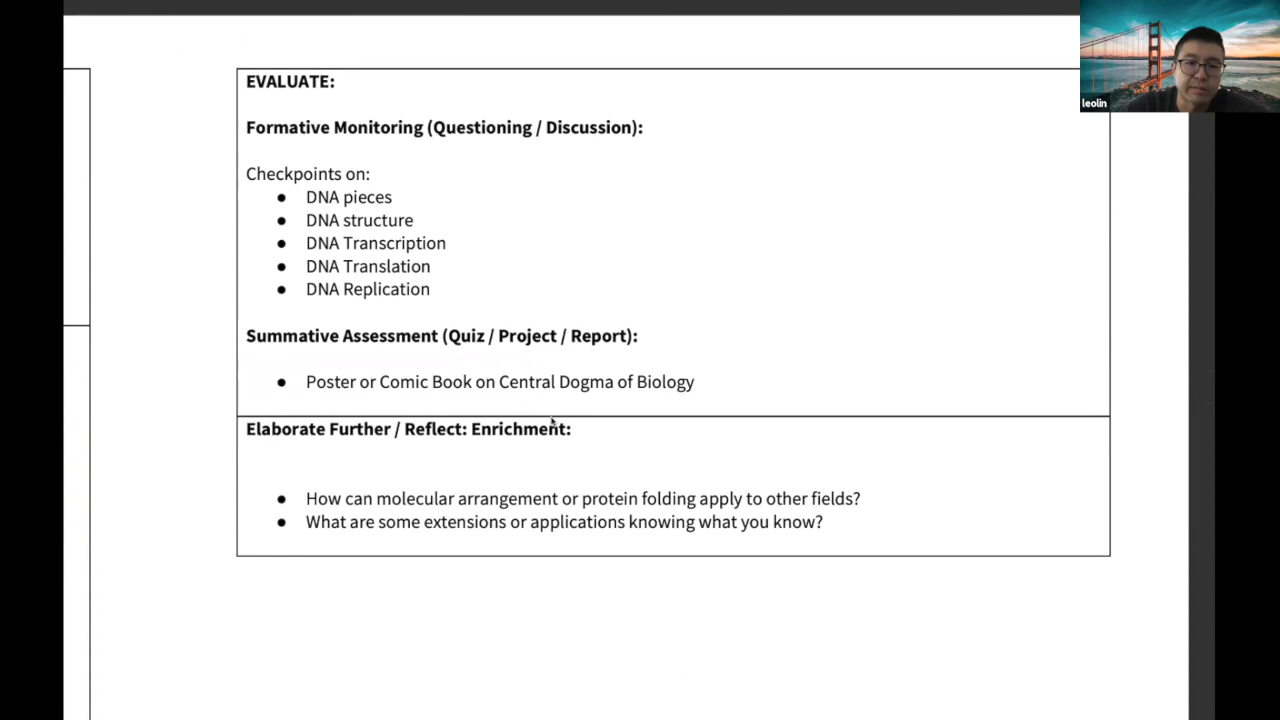 leolin
EVALUATE:
Formative Monitoring (Questioning / Discussion):
Checkpoints on:
● DNA pieces
● DNA structure
● DNA Transcription
● DNA Translation
● DNA Replication
Summative Assessment (Quiz / Project / Report):
● Poster or Comic Book on Central Dogma of Biology
Elaborate Further / Reflect: Enrichment:
● How can molecular arrangement or protein folding apply to other fields?
● What are some extensions or applications knowing what you know?